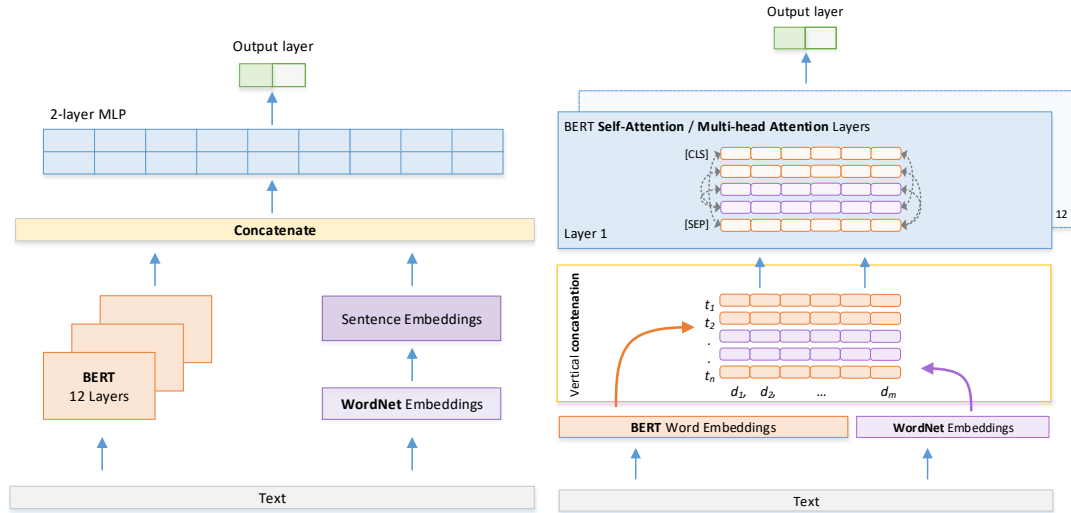 Output layer
2-layer MLP
Concatenate
Sentence Embeddings
BERT
12 Layers
WordNet Embeddings
Text
Output layer
BERT Self-Attention / Multi-head Attention Layers
[CLS]
[SEP]
Layer 1
12
Vertical concatenation
t1
t2
.
.
tn
d1, d2, ... dm
BERT Word Embeddings
WordNet Embeddings
Text